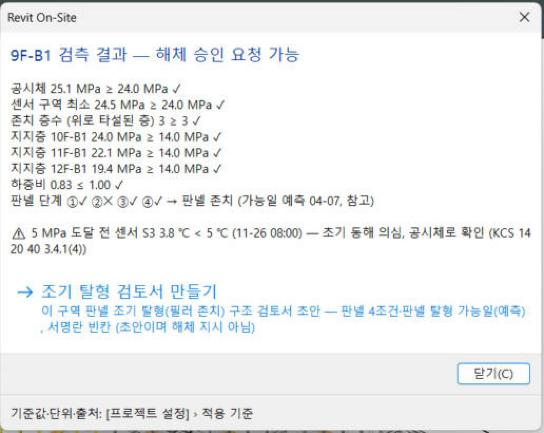 Revit On-Site
9F-B1 검측 결과 — 해체 승인 요청 가능
공시체 25.1 MPa ≥ 24.0 MPa ✓
센서 구역 최소 24.5 MPa ≥ 24.0 MPa ✓
존치 층수 (위로 타설된 층) 3 ≥ 3 ✓
지지층 10F-B1 24.0 MPa ≥ 14.0 MPa ✓
지지층 11F-B1 22.1 MPa ≥ 14.0 MPa ✓
지지층 12F-B1 19.4 MPa ≥ 14.0 MPa ✓
하중비 0.83 ≤ 1.00 ✓
판넬 단계 ①✓ ②✕ ③✓ ④✓ → 판넬 존치 (가능일 예측 04-07, 참고)
⚠ 5 MPa 도달 전 센서 S3 3.8 ℃ < 5 ℃ (11-26 08:00) — 초기 동해 의심, 공시체로 확인 (KCS 14
20 40 3.4.1(4))
→ 조기 탈형 검토서 만들기
이 구역 판넬 조기 탈형(필러 존치) 구조 검토서 초안 — 판넬 4조건·판넬 탈형 가능일(예측)
, 서명란 빈칸 (초안이며 해체 지시 아님)
닫기(C)
기준값·단위·출처: [프로젝트 설정] › 적용 기준